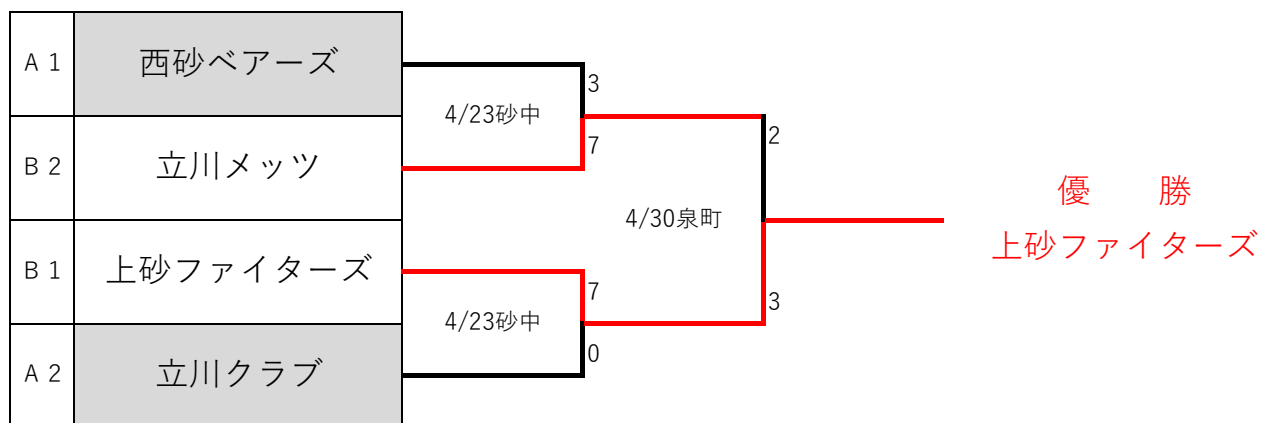 A 1 西砂ベアーズ
3
4/23砂中
7
B 2 立川メッツ
2
4/30泉町
優　　勝
上砂ファイターズ
B 1 上砂ファイターズ
7
3
4/23砂中
0
A 2 立川クラブ